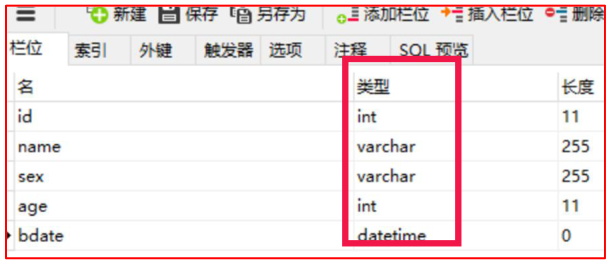 新建 保存 另存为 添加栏位 插入栏位 删除
栏位 索引 外键 触发器 选项 注释 SQL 预览
名 类型 长度
id int 11
name varchar 255
sex varchar 255
age int 11
bdate datetime 0